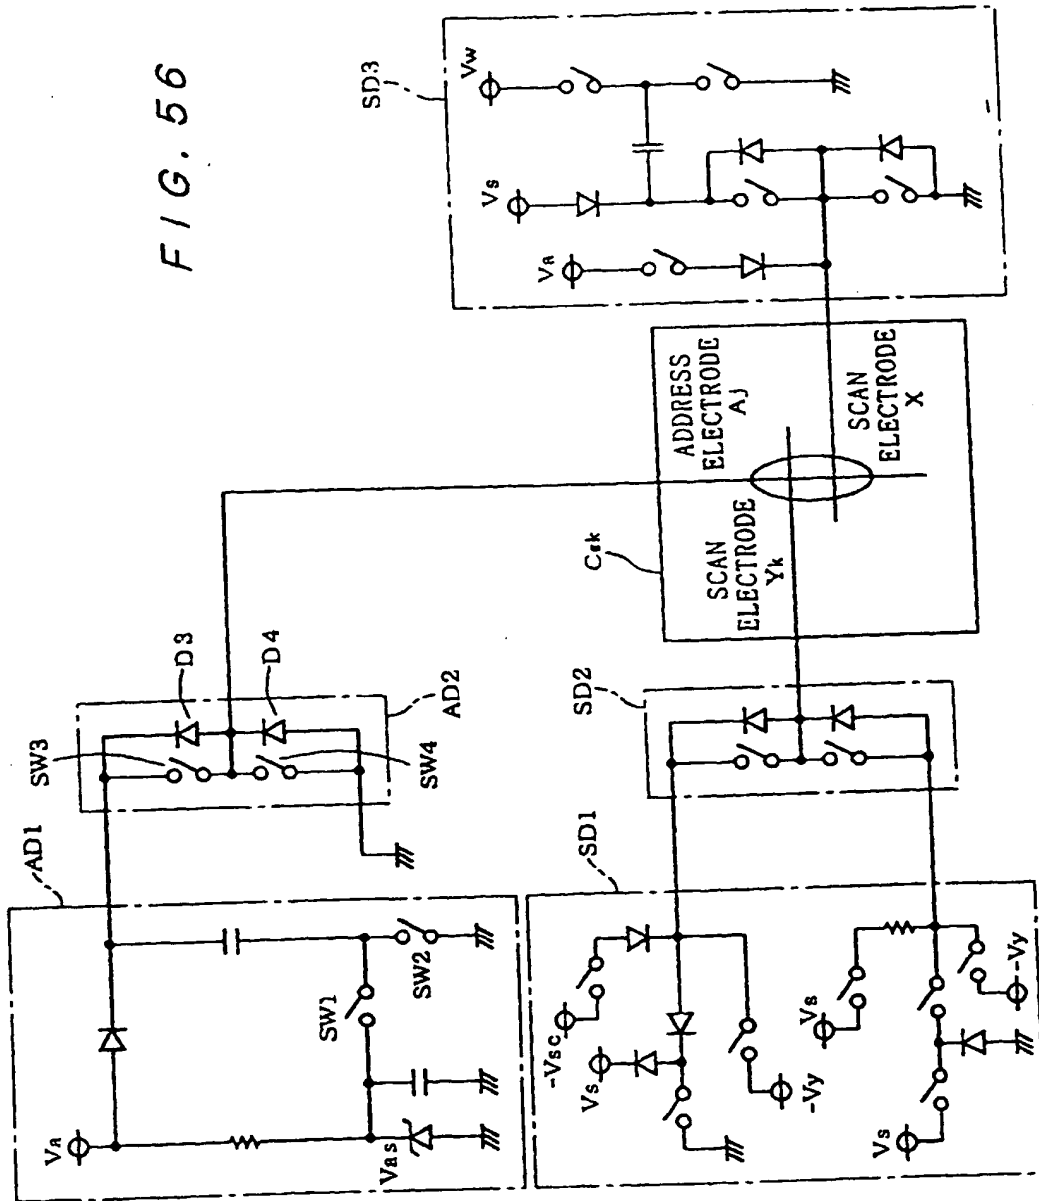 FIG. 56
SD3
Vw
Vs
Va
ADDRESS
ELECTRODE
Aj
SCAN
ELECTRODE
X
SCAN
ELECTRODE
Yk
D3
D4
AD2
SW3
SW4
SD2
AD1
SW1
SW2
Va
Vas
SD1
-Vsc
Vs
-Vy
Vs
-Vy
Vs